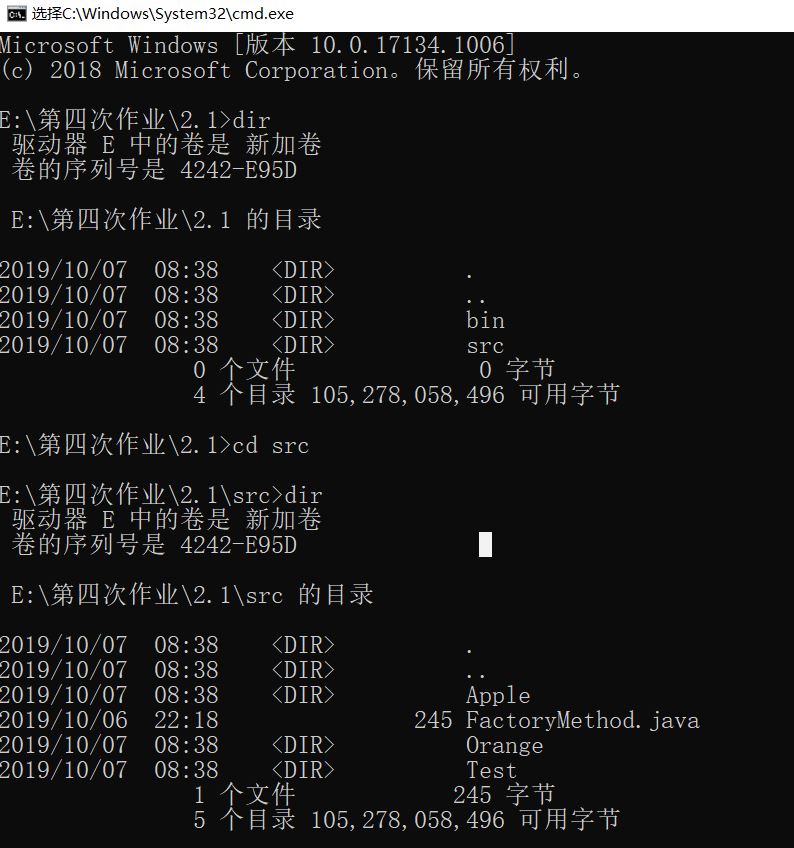 选择C:\Windows\System32\cmd.exe
Microsoft Windows [版本 10.0.17134.1006]
(c) 2018 Microsoft Corporation。保留所有权利。
E:\第四次作业\2.1>dir
驱动器 E 中的卷是 新加卷
卷的序列号是 4242-E95D
E:\第四次作业\2.1 的目录
2019/10/07  08:38    <DIR>          .
2019/10/07  08:38    <DIR>          ..
2019/10/07  08:38    <DIR>          bin
2019/10/07  08:38    <DIR>          src
0 个文件              0 字节
4 个目录 105,278,058,496 可用字节
E:\第四次作业\2.1>cd src
E:\第四次作业\2.1\src>dir
驱动器 E 中的卷是 新加卷
卷的序列号是 4242-E95D
E:\第四次作业\2.1\src 的目录
2019/10/07  08:38    <DIR>          .
2019/10/07  08:38    <DIR>          ..
2019/10/07  08:38    <DIR>          Apple
2019/10/06  22:18               245 FactoryMethod.java
2019/10/07  08:38    <DIR>          Orange
2019/10/07  08:38    <DIR>          Test
1 个文件            245 字节
5 个目录 105,278,058,496 可用字节